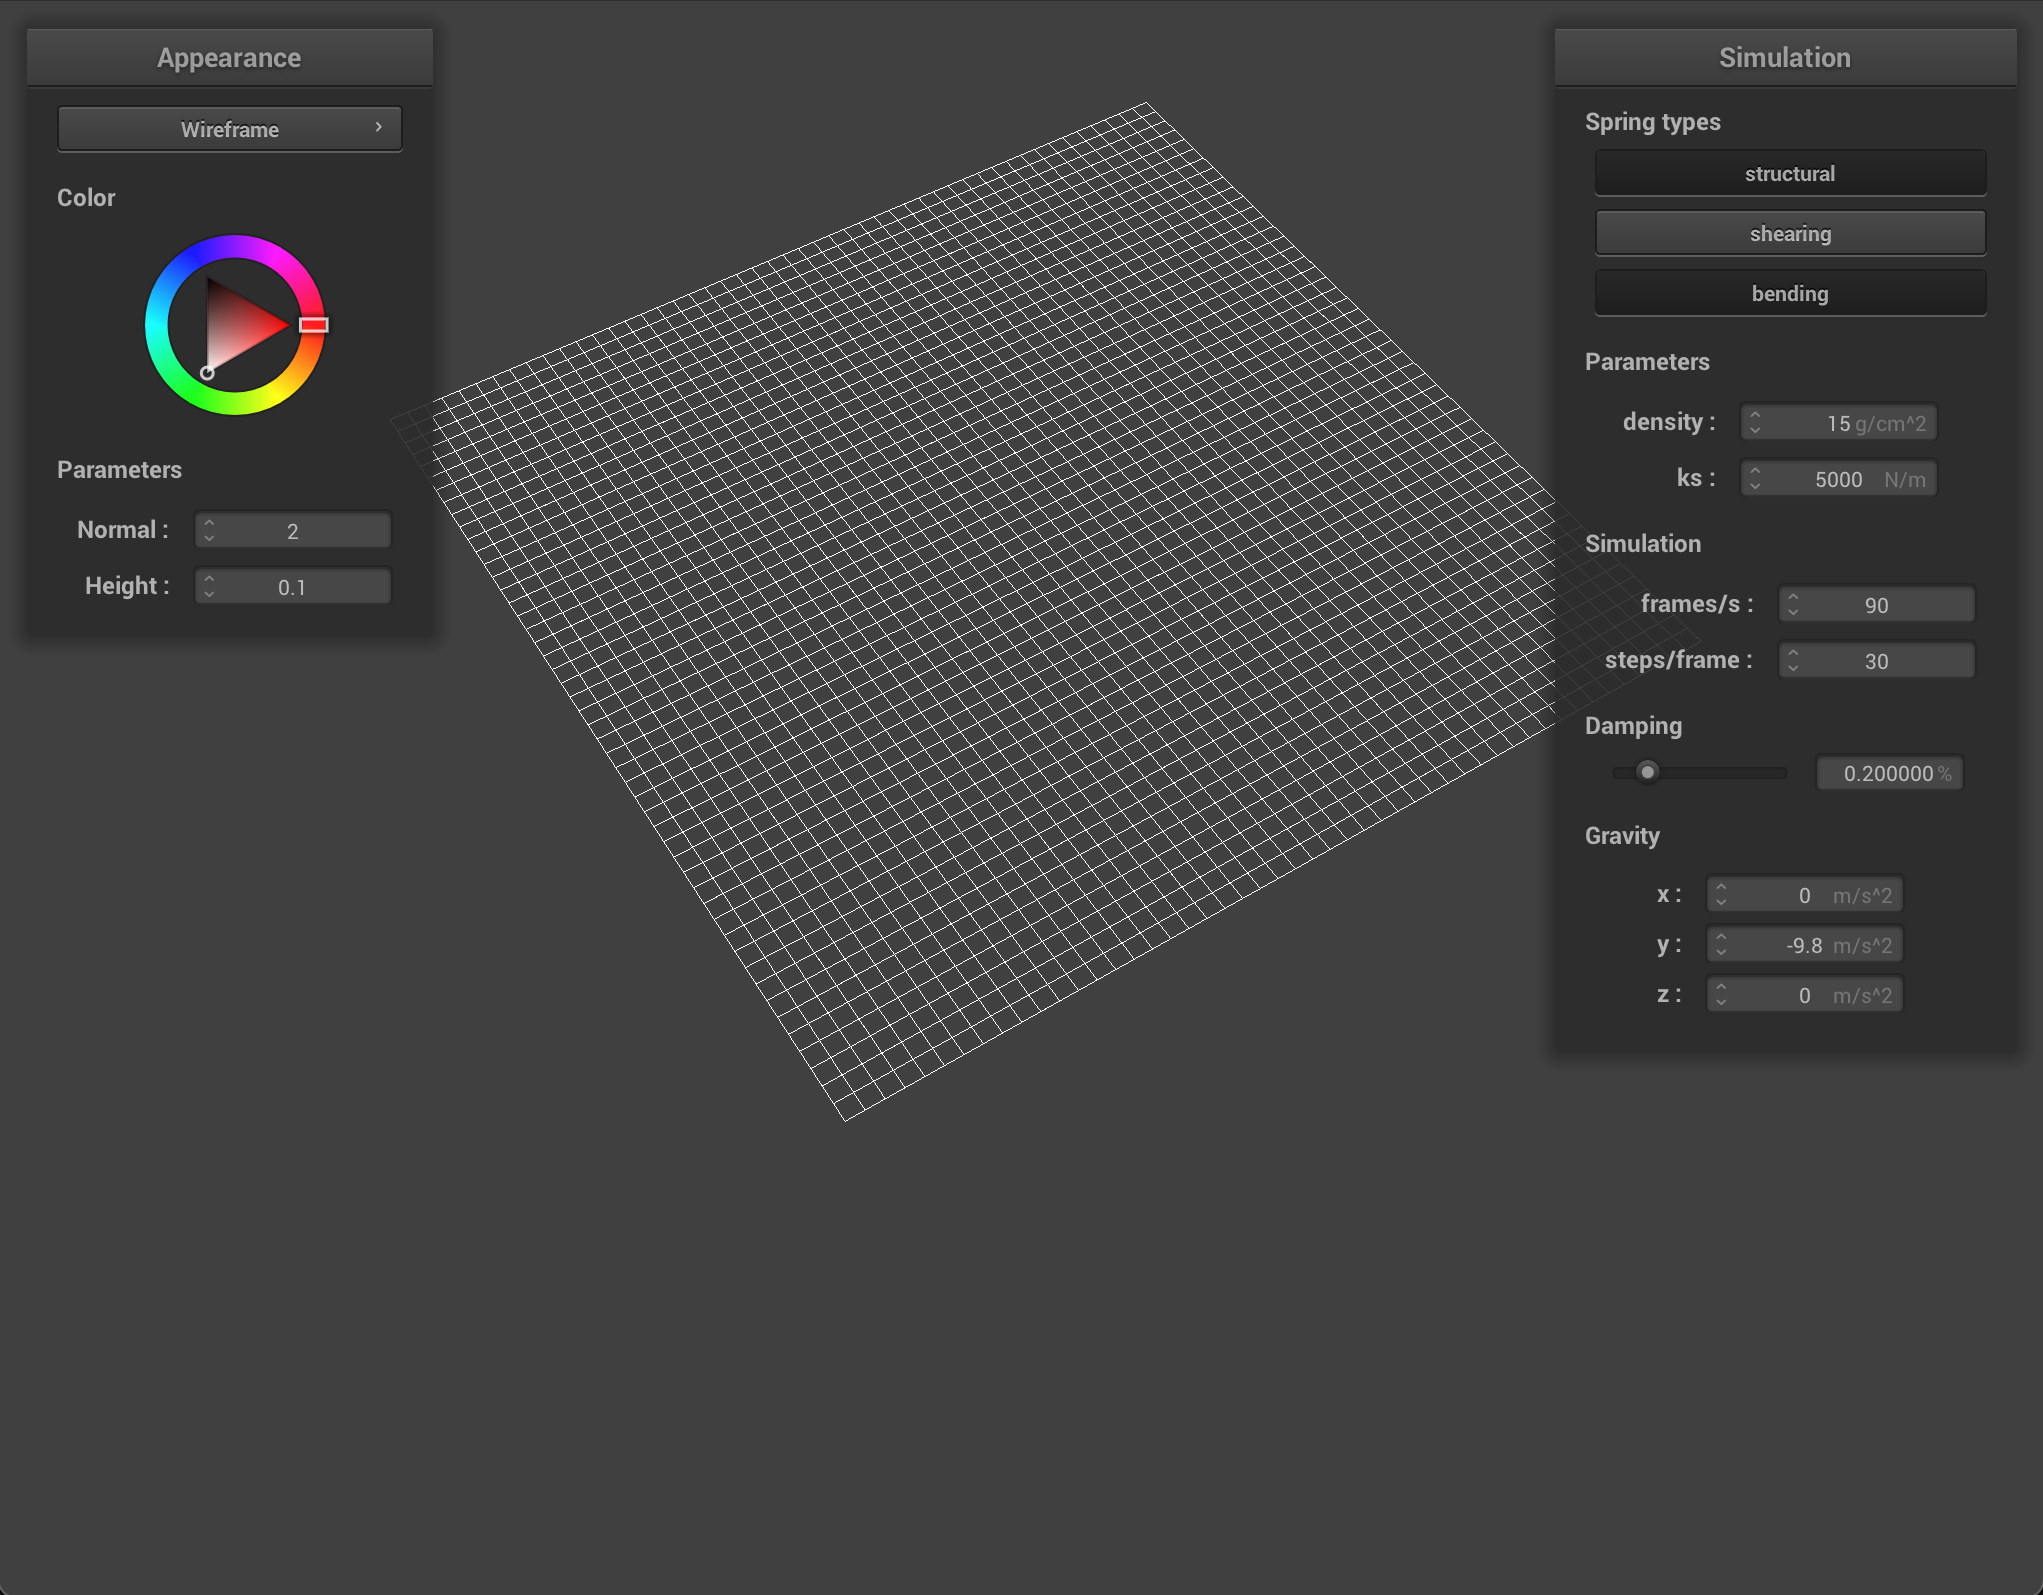 Appearance
Wireframe
Color
Parameters
Normal : 2
Height : 0.1
Simulation
Spring types
structural
shearing
bending
Parameters
density : 15 g/cm^2
ks : 5000 N/m
Simulation
frames/s : 90
steps/frame : 30
Damping
0.200000 %
Gravity
x : 0 m/s^2
y : -9.8 m/s^2
z : 0 m/s^2